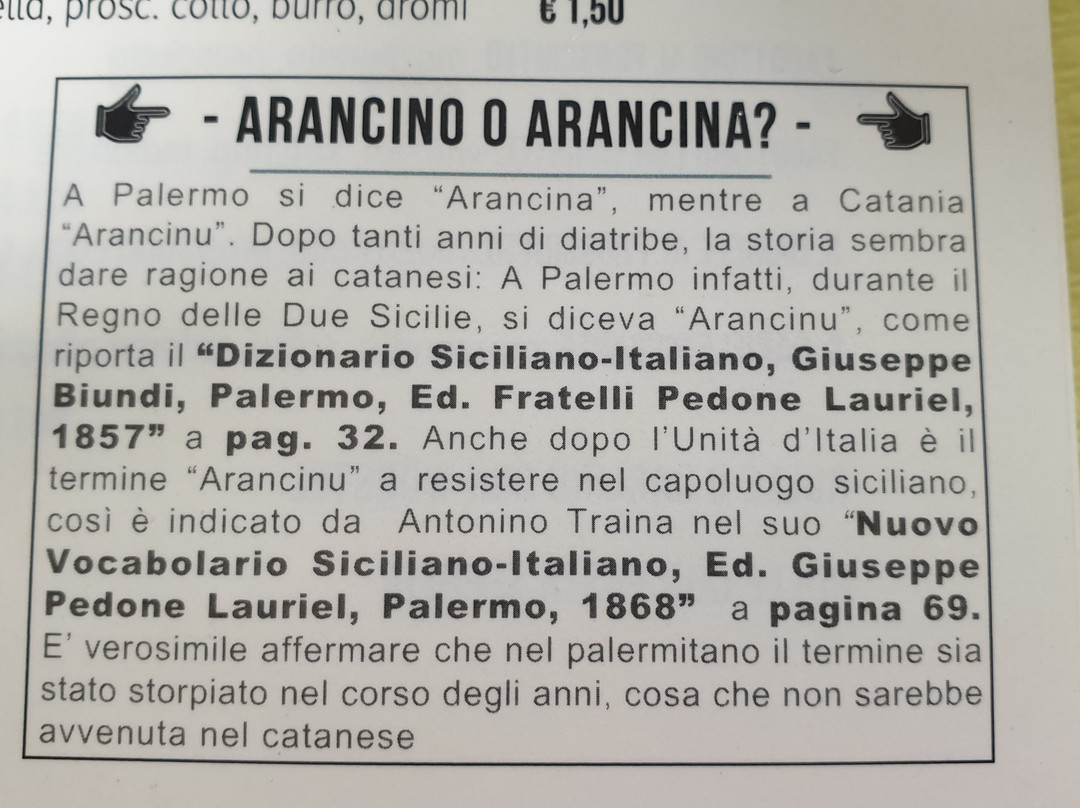 prosc. cotto, burro, aromi € 1,50
- ARANCINO O ARANCINA? -
A Palermo si dice “Arancina”, mentre a Catania
“Arancinu”. Dopo tanti anni di diatribe, la storia sembra
dare ragione ai catanesi: A Palermo infatti, durante il
Regno delle Due Sicilie, si diceva “Arancinu”, come
riporta il “Dizionario Siciliano-Italiano, Giuseppe
Biundi, Palermo, Ed. Fratelli Pedone Lauriel,
1857” a pag. 32. Anche dopo l’Unità d’Italia è il
termine “Arancinu” a resistere nel capoluogo siciliano,
così è indicato da Antonino Traina nel suo “Nuovo
Vocabolario Siciliano-Italiano, Ed. Giuseppe
Pedone Lauriel, Palermo, 1868” a pagina 69.
E’ verosimile affermare che nel palermitano il termine sia
stato storpiato nel corso degli anni, cosa che non sarebbe
avvenuta nel catanese